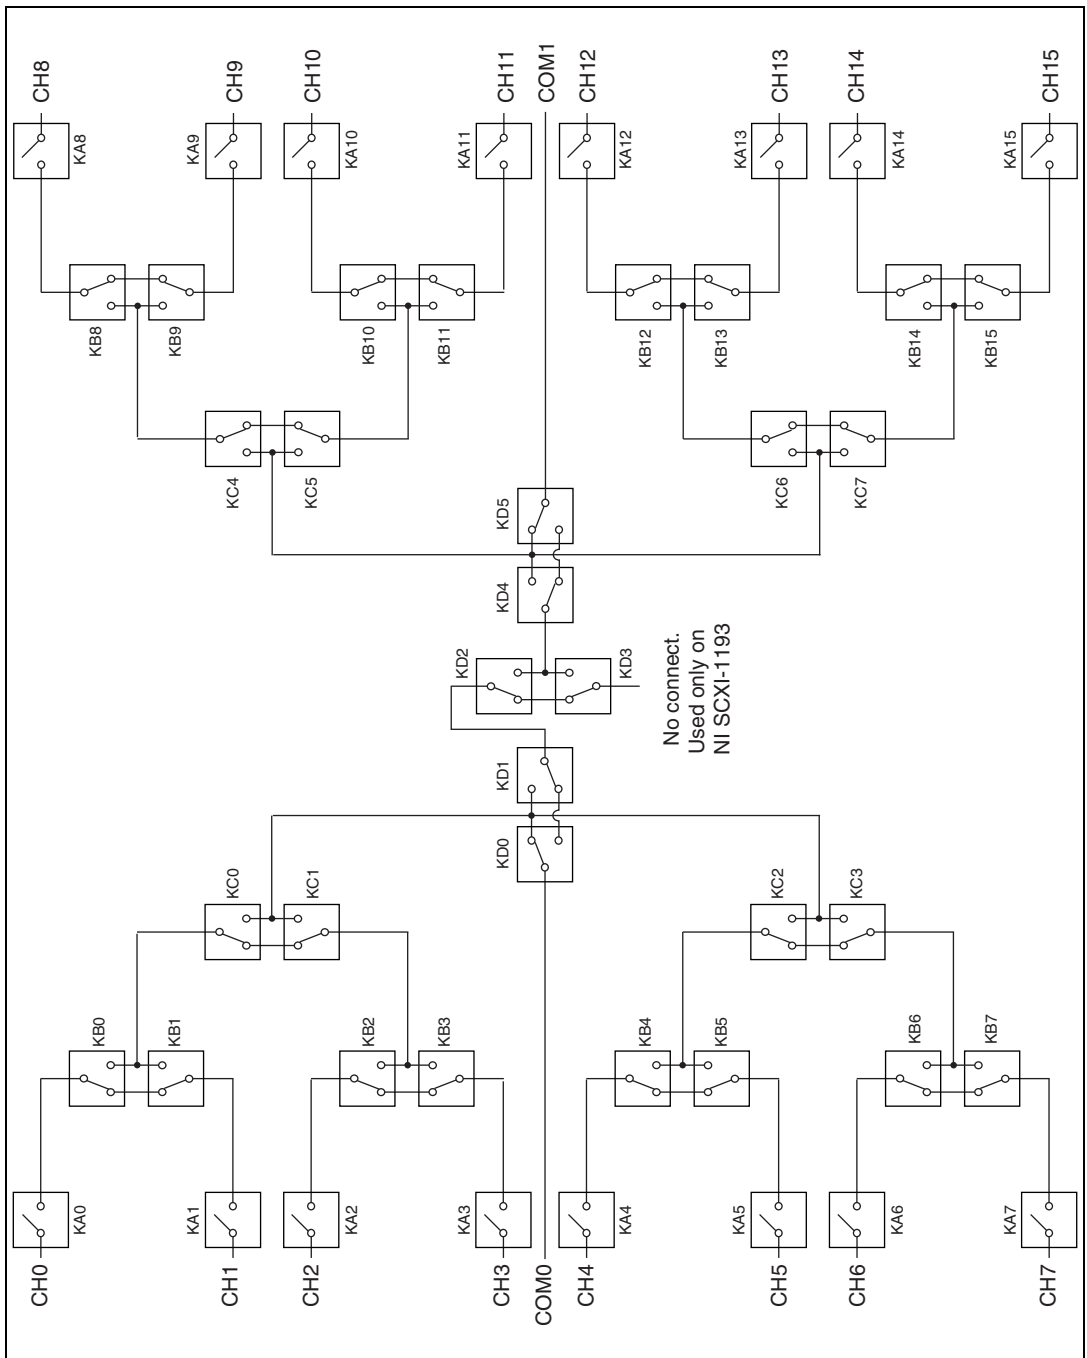 CH8
CH9
CH10
CH11
COM1
CH12
CH13
CH14
CH15
KA8
KA9
KA10
KA11
KA12
KA13
KA14
KA15
KB8
KB9
KB10
KB11
KB12
KB13
KB14
KB15
KC4
KC5
KC6
KC7
KD5
KD4
KD2
KD3
No connect.
Used only on
NI SCXI-1193
KD1
KD0
KC0
KC1
KC2
KC3
KB0
KB1
KB2
KB3
KB4
KB5
KB6
KB7
KA0
KA1
KA2
KA3
KA4
KA5
KA6
KA7
CH0
CH1
CH2
CH3
COM0
CH4
CH5
CH6
CH7